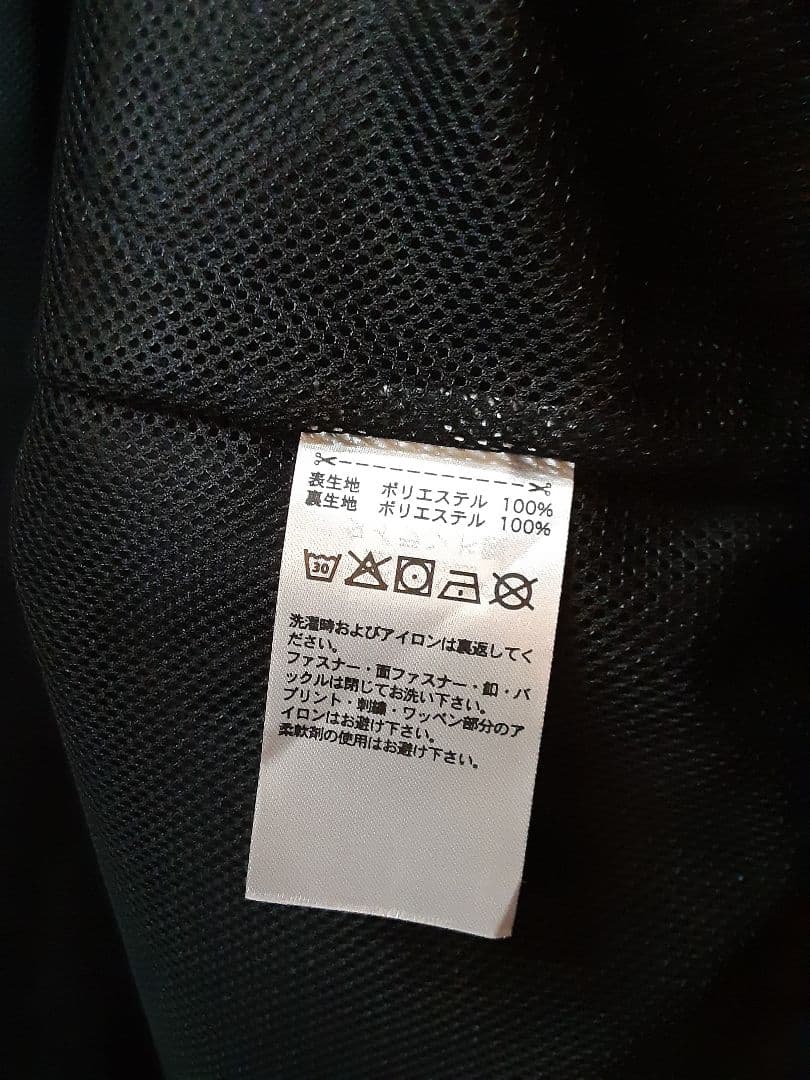 表生地 ポリエステル 100%
裏生地 ポリエステル 100%
30
洗濯時およびアイロンは裏返してく
ださい。
ファスナー・面ファスナー・釦・バ
ックルは閉じてお洗い下さい。
プリント・刺繍・ワッペン部分のア
イロンはお避け下さい。
柔軟剤の使用はお避け下さい。